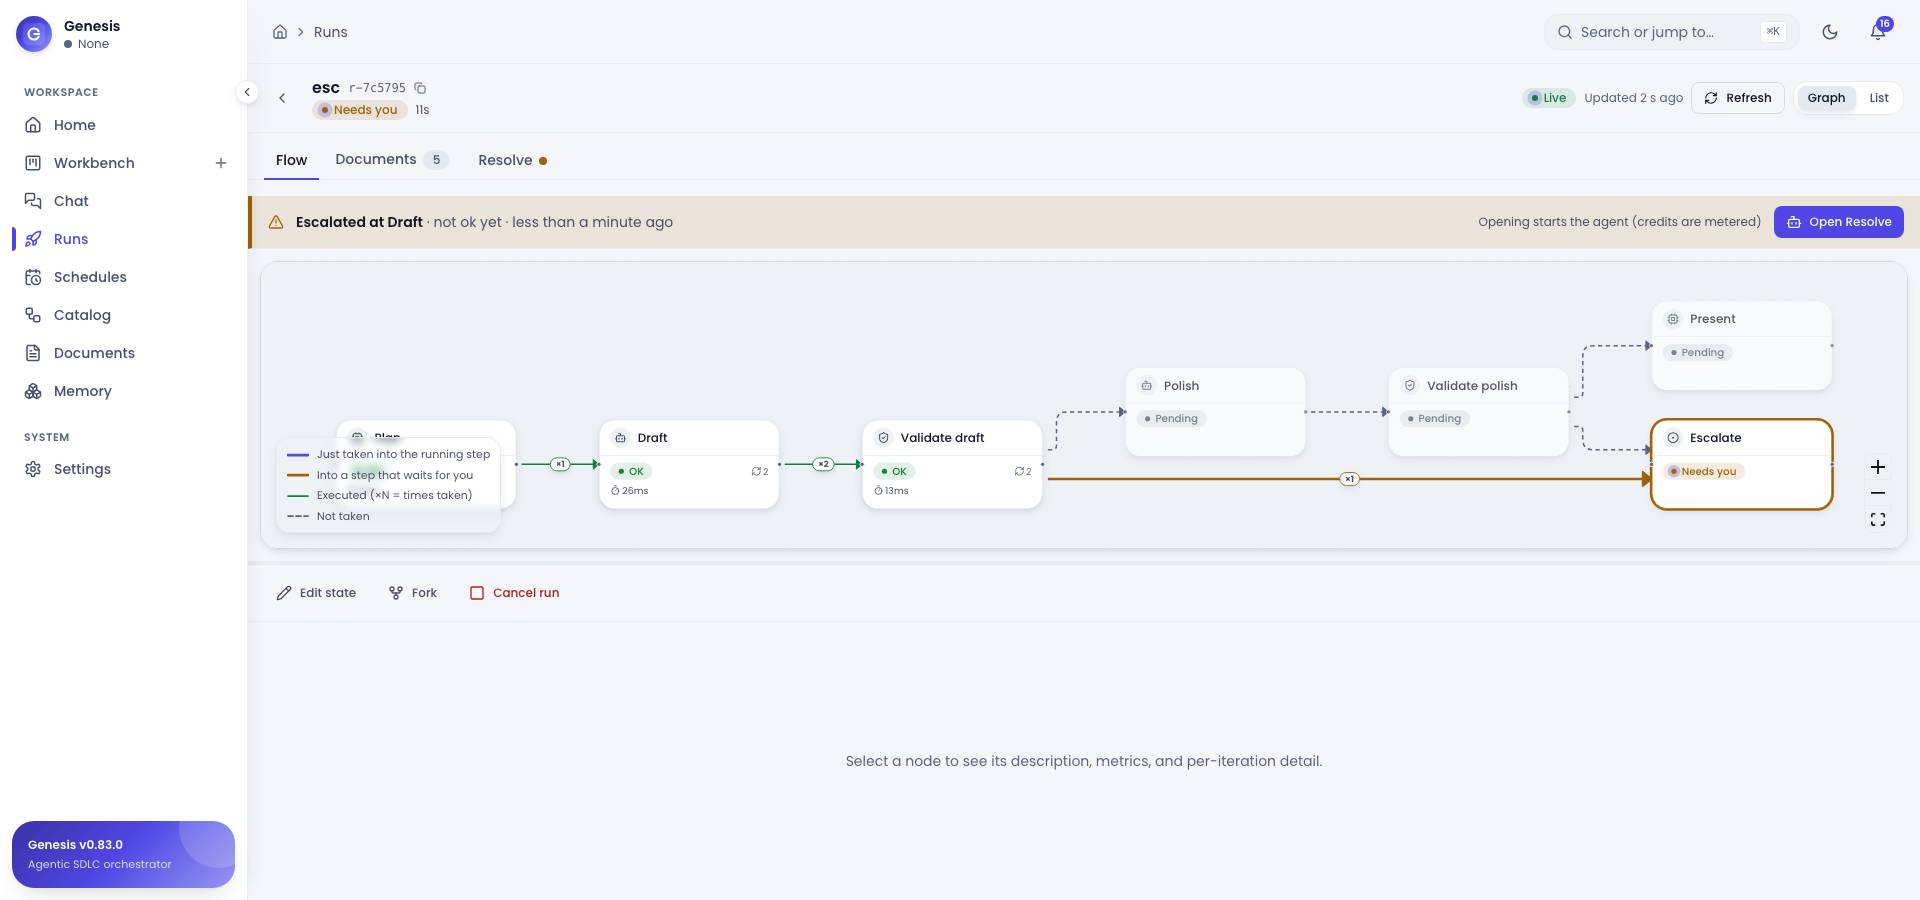 Genesis
None
WORKSPACE
Home
Workbench
Chat
Runs
Schedules
Catalog
Documents
Memory
SYSTEM
Settings
Genesis v0.83.0
Agentic SDLC orchestrator
Runs
Search or jump to...
⌘K
16
esc r-7c5795
Needs you 11s
Live Updated 2 s ago Refresh Graph List
Flow Documents 5 Resolve
Escalated at Draft · not ok yet · less than a minute ago
Opening starts the agent (credits are metered) Open Resolve
Present
Pending
Polish
Pending
Validate polish
Pending
Plan
Draft
OK 2
26ms
Validate draft
OK 2
13ms
Escalate
Needs you
×1
×2
×1
Just taken into the running step
Into a step that waits for you
Executed (×N = times taken)
Not taken
Edit state Fork Cancel run
Select a node to see its description, metrics, and per-iteration detail.